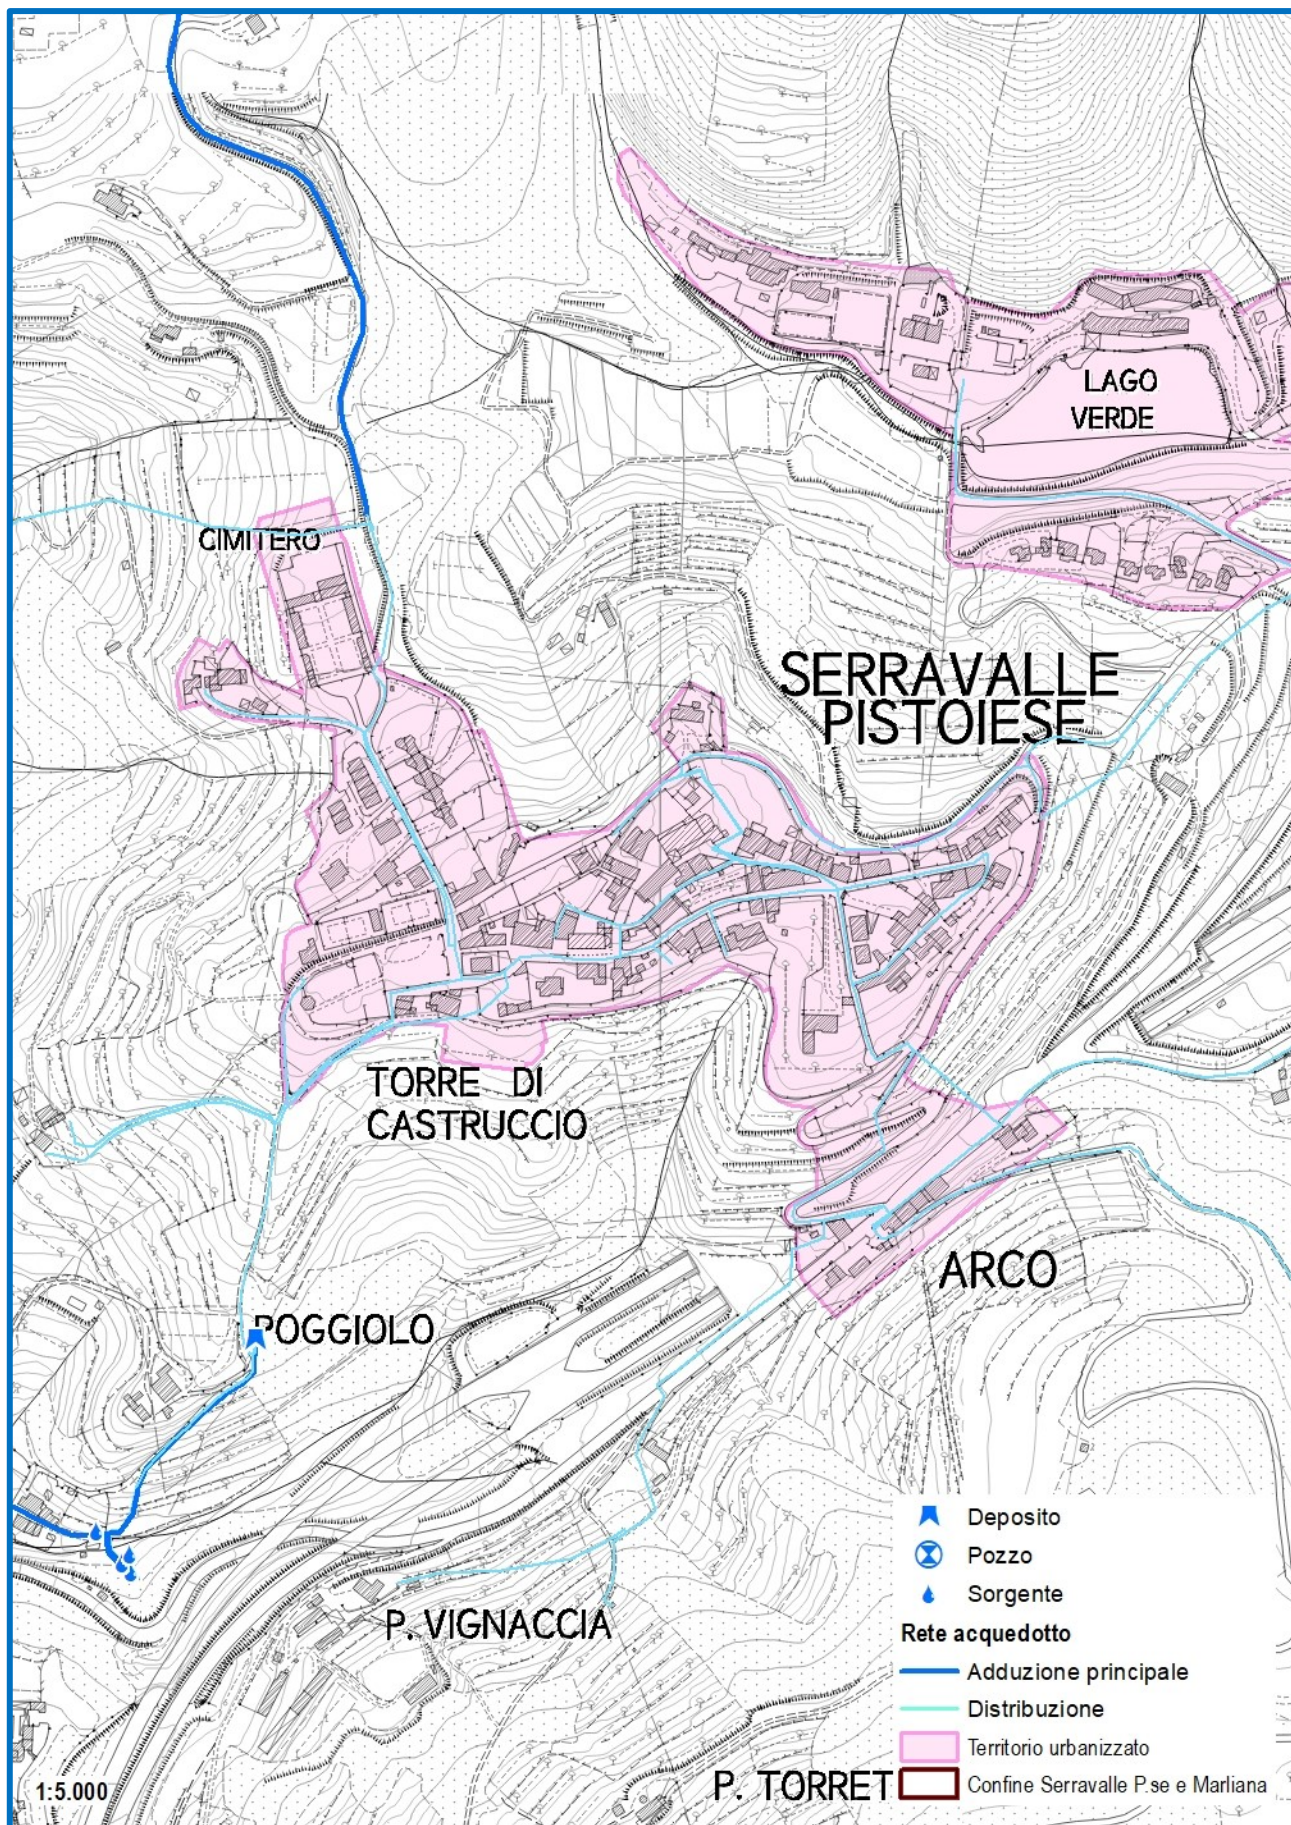 LAGO
VERDE
CIMITERO
SERRAVALLE
PISTOIESE
TORRE DI
CASTRUCCIO
ARCO
POGGIOLO
P. VIGNACCIA
P. TORRET
Deposito
Pozzo
Sorgente
Rete acquedotto
Adduzione principale
Distribuzione
Territorio urbanizzato
Confine Serravalle P.se e Marliana
1:5.000